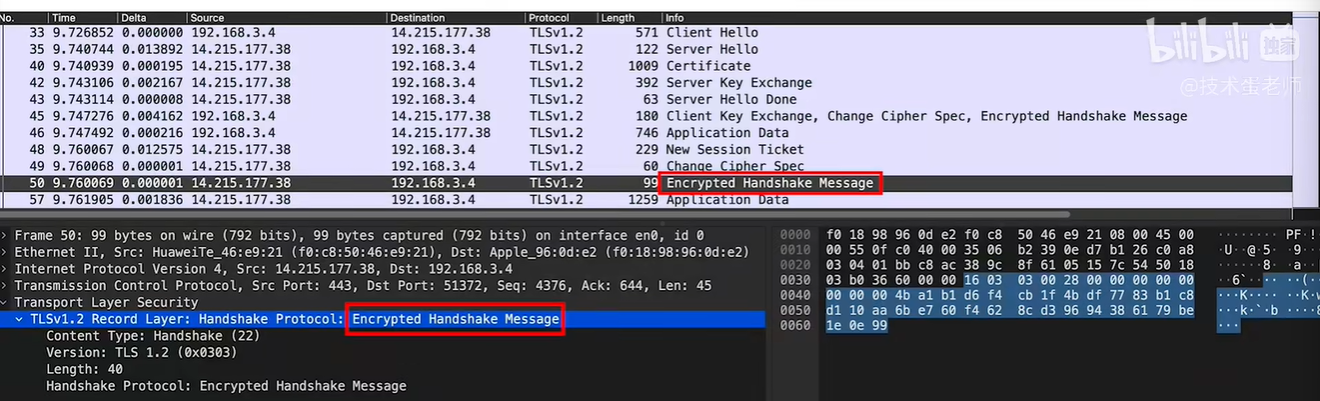 No. Time Delta Source Destination Protocol Length Info
33 9.726852 0.000000 192.168.3.4 14.215.177.38 TLSv1.2 571 Client Hello
35 9.740744 0.013892 14.215.177.38 192.168.3.4 TLSv1.2 122 Server Hello
40 9.740939 0.000195 14.215.177.38 192.168.3.4 TLSv1.2 1009 Certificate
42 9.743106 0.002167 14.215.177.38 192.168.3.4 TLSv1.2 392 Server Key Exchange
43 9.743114 0.000008 14.215.177.38 192.168.3.4 TLSv1.2 63 Server Hello Done
45 9.747276 0.004162 192.168.3.4 14.215.177.38 TLSv1.2 180 Client Key Exchange, Change Cipher Spec, Encrypted Handshake Message
46 9.747492 0.000216 192.168.3.4 14.215.177.38 TLSv1.2 746 Application Data
48 9.760067 0.012575 14.215.177.38 192.168.3.4 TLSv1.2 229 New Session Ticket
49 9.760068 0.000001 14.215.177.38 192.168.3.4 TLSv1.2 60 Change Cipher Spec
50 9.760069 0.000001 14.215.177.38 192.168.3.4 TLSv1.2 99 Encrypted Handshake Message
57 9.761905 0.001836 14.215.177.38 192.168.3.4 TLSv1.2 1259 Application Data
bilibili 独家
@技术蛋老师
Frame 50: 99 bytes on wire (792 bits), 99 bytes captured (792 bits) on interface en0, id 0
Ethernet II, Src: HuaweiTe_46:e9:21 (f0:c8:50:46:e9:21), Dst: Apple_96:0d:e2 (f0:18:98:96:0d:e2)
Internet Protocol Version 4, Src: 14.215.177.38, Dst: 192.168.3.4
Transmission Control Protocol, Src Port: 443, Dst Port: 51372, Seq: 4376, Ack: 644, Len: 45
Transport Layer Security
TLSv1.2 Record Layer: Handshake Protocol: Encrypted Handshake Message
Content Type: Handshake (22)
Version: TLS 1.2 (0x0303)
Length: 40
Handshake Protocol: Encrypted Handshake Message
0000 f0 18 98 96 0d e2 f0 c8 50 46 e9 21 08 00 45 00
0010 00 55 0f c0 40 00 35 06 b2 39 0e d7 b1 26 c0 a8
0020 03 04 01 bb c8 ac 38 9c 8f 61 05 15 7c 54 50 18
0030 03 b0 36 60 00 00 16 03 03 00 28 00 00 00 00 00
0040 00 00 00 4b a1 b1 d6 f4 cb 1f 4b df 77 83 b1 c8
0050 d1 10 aa 6b e7 60 f4 62 8c d3 96 94 38 61 79 be
0060 1e 0e 99